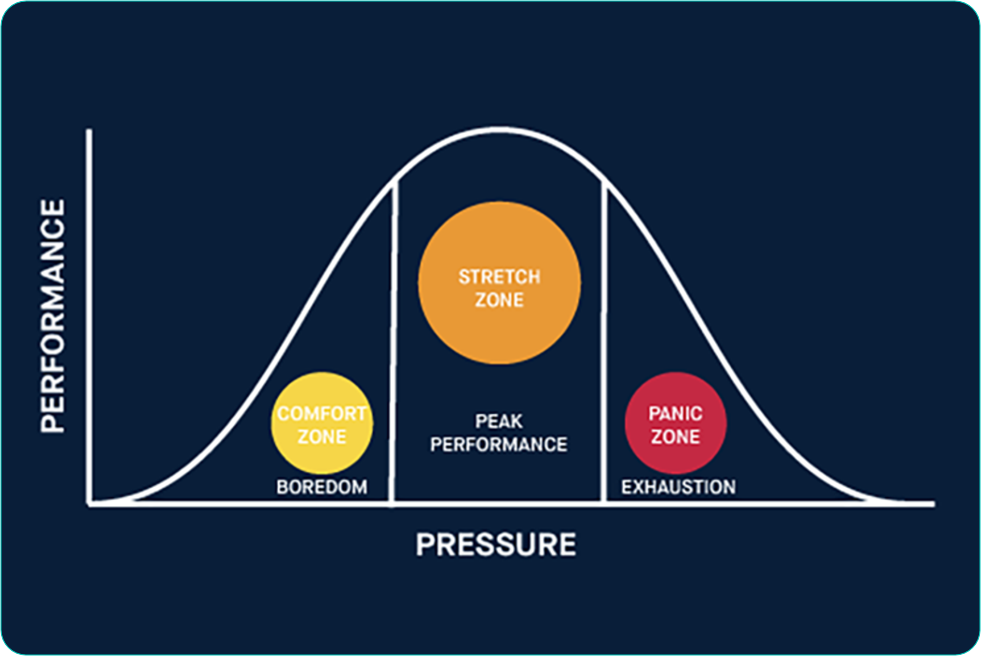 PERFORMANCE
STRETCH
ZONE
COMFORT
ZONE
BOREDOM
PEAK
PERFORMANCE
PANIC
ZONE
EXHAUSTION
PRESSURE